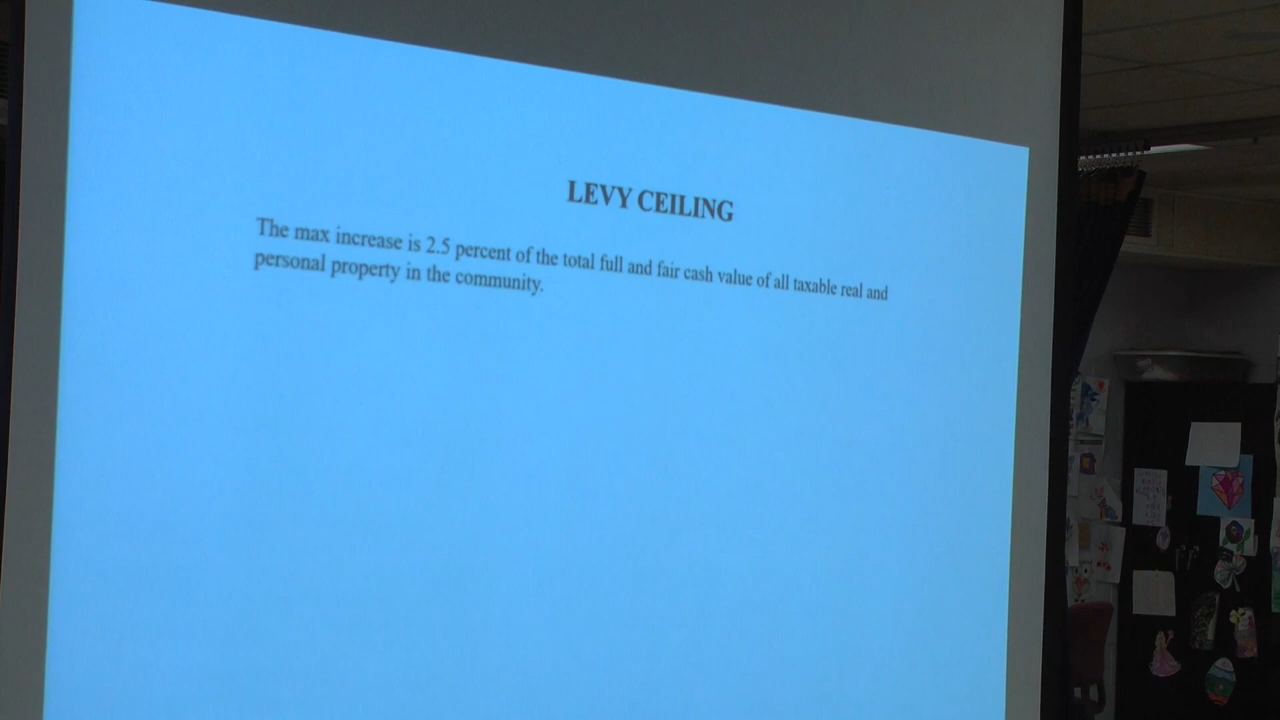 LEVY CEILING
The max increase is 2.5 percent of the total full and fair cash value of all taxable real and
personal property in the community.